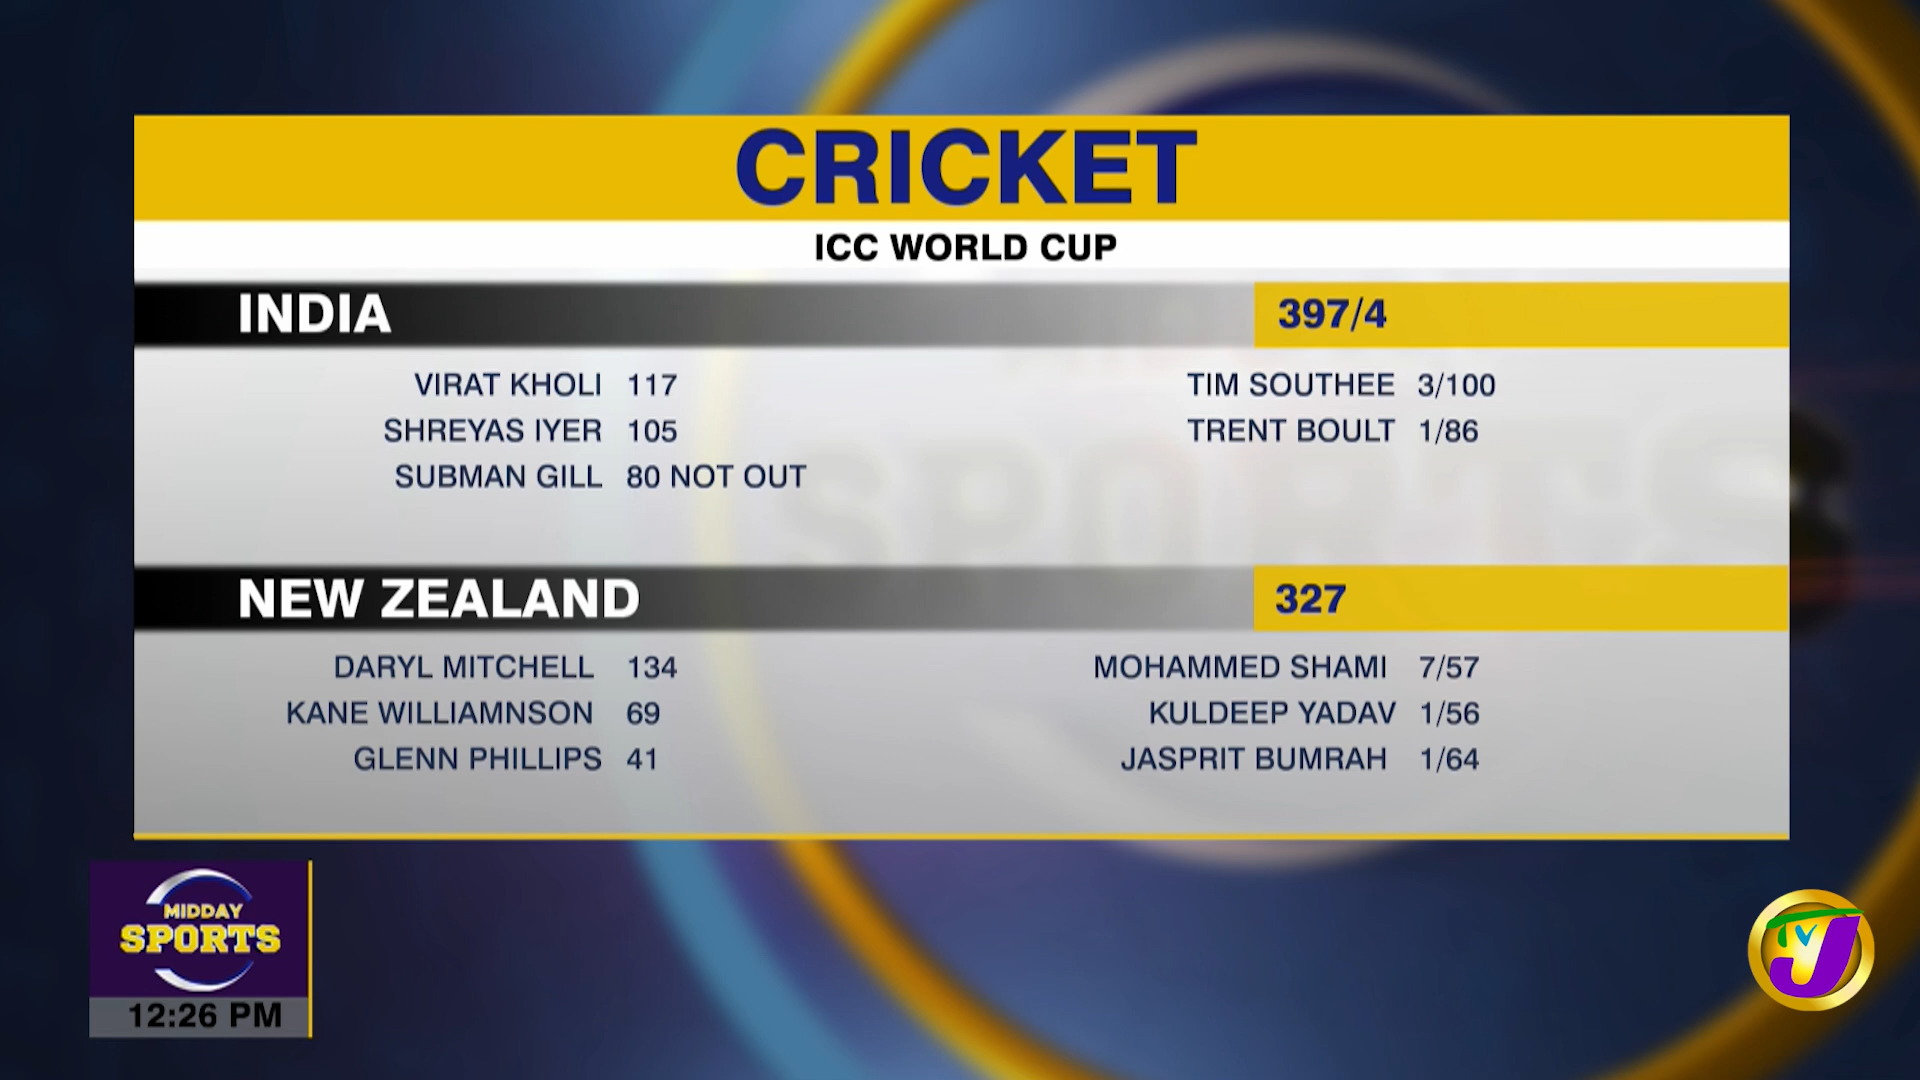 CRICKET
ICC WORLD CUP
INDIA 397/4
VIRAT KHOLI 117 TIM SOUTHEE 3/100
SHREYAS IYER 105 TRENT BOULT 1/86
SUBMAN GILL 80 NOT OUT
SPORTS
NEW ZEALAND 327
DARYL MITCHELL 134 MOHAMMED SHAMI 7/57
KANE WILLIAMNSON 69 KULDEEP YADAV 1/56
GLENN PHILLIPS 41 JASPRIT BUMRAH 1/64
MIDDAY
SPORTS
12:26 PM
TVJ